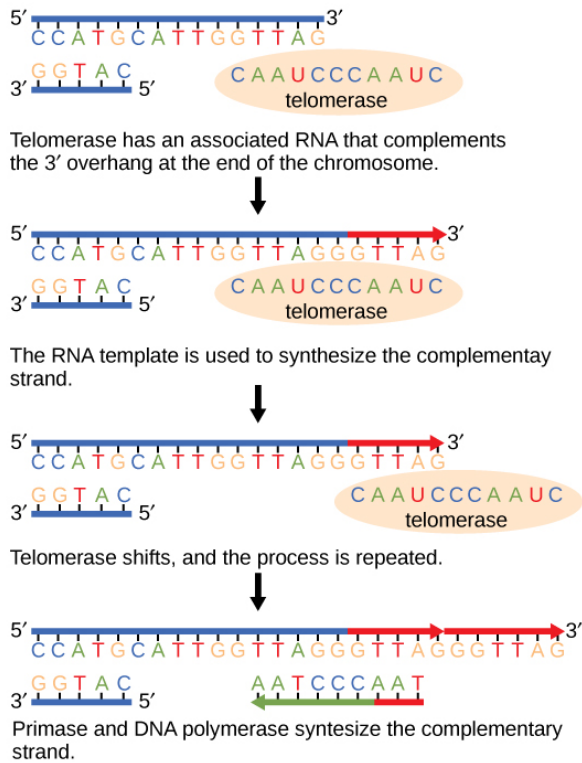 5′ 3′
CCATGCATTGGTTAG
GGTAC CAAUCCCAAUC
3′ 5′ telomerase
Telomerase has an associated RNA that complements
the 3′ overhang at the end of the chromosome.
5′ 3′
CCATGCATTGGTTAGGGTTAG
GGTAC CAAUCCCAAUC
3′ 5′ telomerase
The RNA template is used to synthesize the complementay
strand.
5′ 3′
CCATGCATTGGTTAGGGTTAG
GGTAC CAAUCCCAAUC
3′ 5′ telomerase
Telomerase shifts, and the process is repeated.
5′ 3′
CCATGCATTGGTTAGGGTTAGGGTTAG
GGTAC AATCCCAAT
3′ 5′
Primase and DNA polymerase syntesize the complementary
strand.